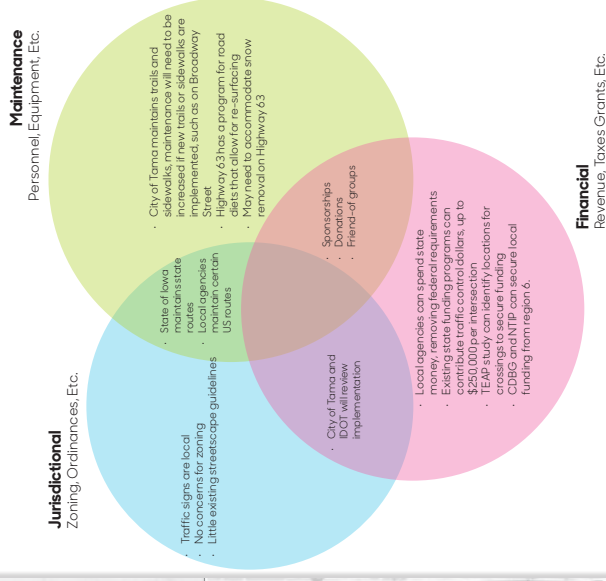 Jurisdictional
Zoning, Ordinances, Etc.
· Traffic signs are local
· No concerns for zoning
· Little existing streetscape guidelines
· State of Iowa
maintains state
routes
· Local agencies
maintain certain
US routes
Maintenance
Personnel, Equipment, Etc.
· City of Tama maintains trails and
sidewalks, maintenance will need to be
increased if new trails or sidewalks are
implemented, such as on Broadway
Street
· Highway 63 has a program for road
diets that allow for re-surfacing
· May need to accommodate snow
removal on Highway 63
· City of Tama and
IDOT will review
implementation
· Sponsorships
· Donations
· Friend-of groups
· Local agencies can spend state
money, removing federal requirements
· Existing state funding programs can
contribute traffic control dollars, up to
$250,000 per intersection
· TEAP study can identify locations for
crossings to secure funding
· CDBG and NTIP can secure local
funding from region 6.
Financial
Revenue, Taxes Grants, Etc.